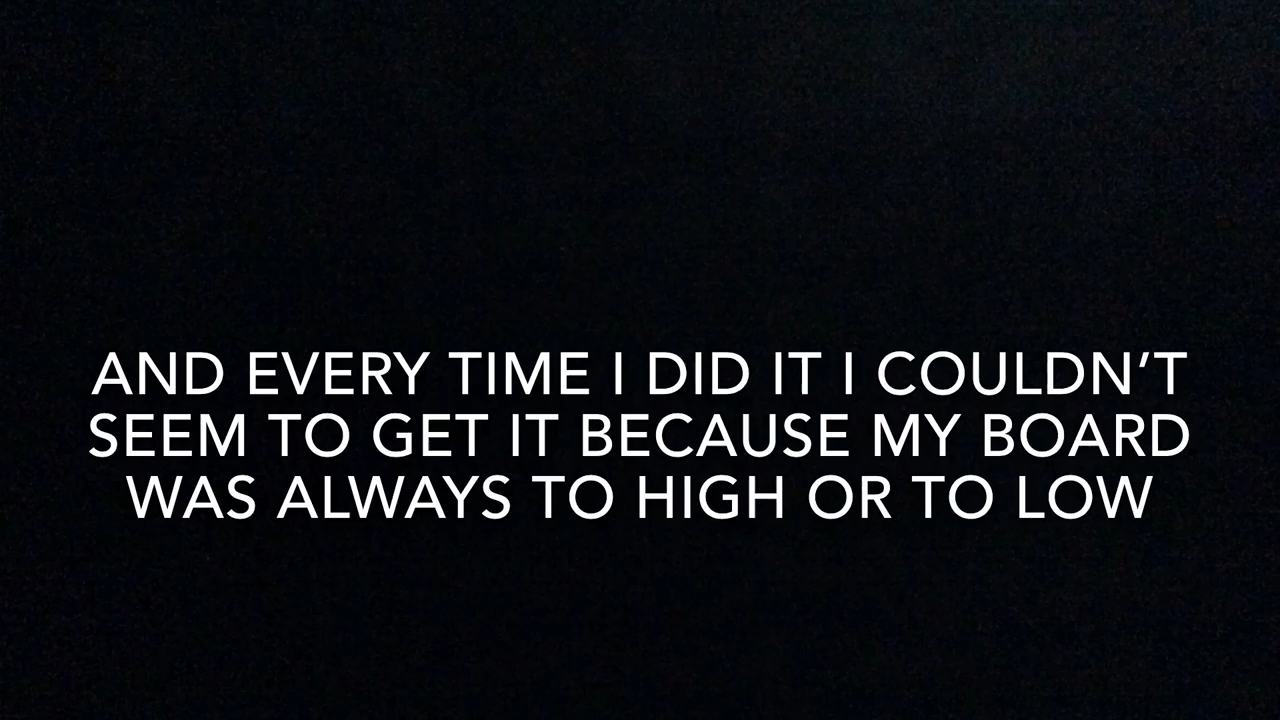 AND EVERY TIME I DID IT I COULDN’T
SEEM TO GET IT BECAUSE MY BOARD
WAS ALWAYS TO HIGH OR TO LOW